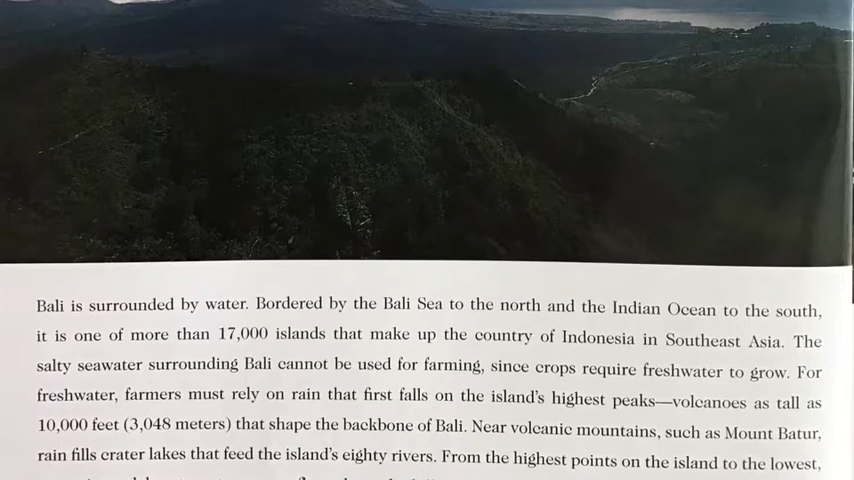 Bali is surrounded by water. Bordered by the Bali Sea to the north and the Indian Ocean to the south,
it is one of more than 17,000 islands that make up the country of Indonesia in Southeast Asia. The
salty seawater surrounding Bali cannot be used for farming, since crops require freshwater to grow. For
freshwater, farmers must rely on rain that first falls on the island's highest peaks—volcanoes as tall as
10,000 feet (3,048 meters) that shape the backbone of Bali. Near volcanic mountains, such as Mount Batur,
rain fills crater lakes that feed the island's eighty rivers. From the highest points on the island to the lowest,